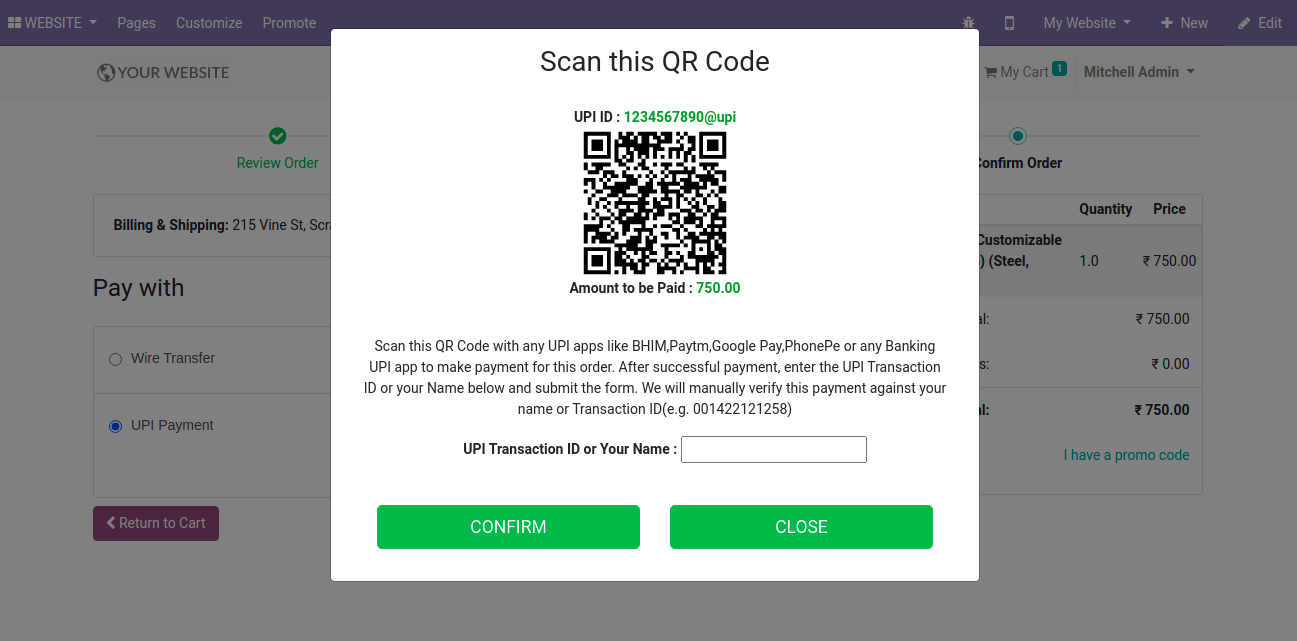 WEBSITE Pages Customize Promote My Website New Edit
YOUR WEBSITE My Cart 1 Mitchell Admin
Review Order Confirm Order
Billing & Shipping: 215 Vine St,
Pay with
Wire Transfer
UPI Payment
Return to Cart
Scan this QR Code
UPI ID : 1234567890@upi
Amount to be Paid : 750.00
Scan this QR Code with any UPI apps like BHIM,Paytm,Google Pay,PhonePe or any Banking
UPI app to make payment for this order. After successful payment, enter the UPI Transaction
ID or your Name below and submit the form. We will manually verify this payment against your
name or Transaction ID(e.g. 001422121258)
UPI Transaction ID or Your Name :
CONFIRM CLOSE
Quantity Price
Customizable
(Steel, 1.0 ₹ 750.00
₹ 750.00
₹ 0.00
₹ 750.00
I have a promo code